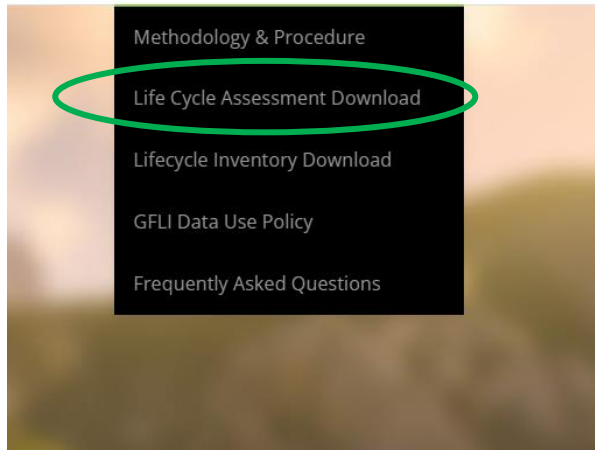 Methodology & Procedure
Life Cycle Assessment Download
Lifecycle Inventory Download
GFLI Data Use Policy
Frequently Asked Questions